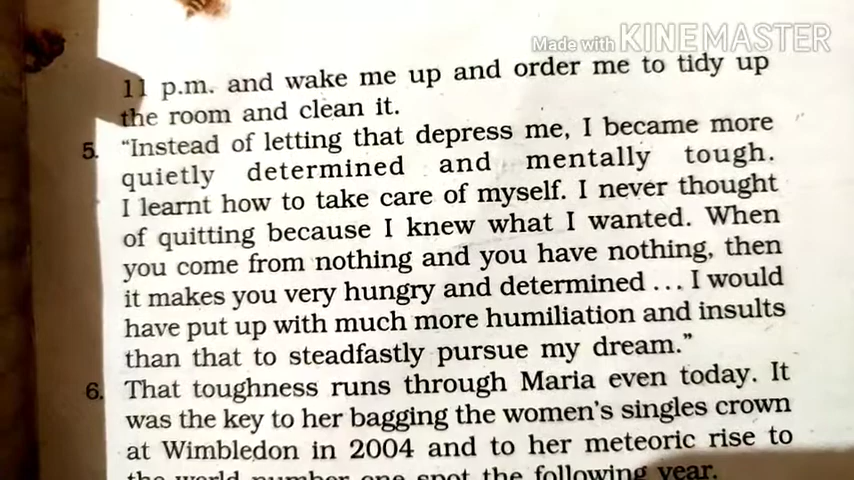 Made with KINEMASTER
11 p.m. and wake me up and order me to tidy up
the room and clean it.
5. "Instead of letting that depress me, I became more
quietly determined and mentally tough.
I learnt how to take care of myself. I never thought
of quitting because I knew what I wanted. When
you come from nothing and you have nothing, then
it makes you very hungry and determined ... I would
have put up with much more humiliation and insults
than that to steadfastly pursue my dream."
6. That toughness runs through Maria even today. It
was the key to her bagging the women's singles crown
at Wimbledon in 2004 and to her meteoric rise to
the world number one spot the following year.